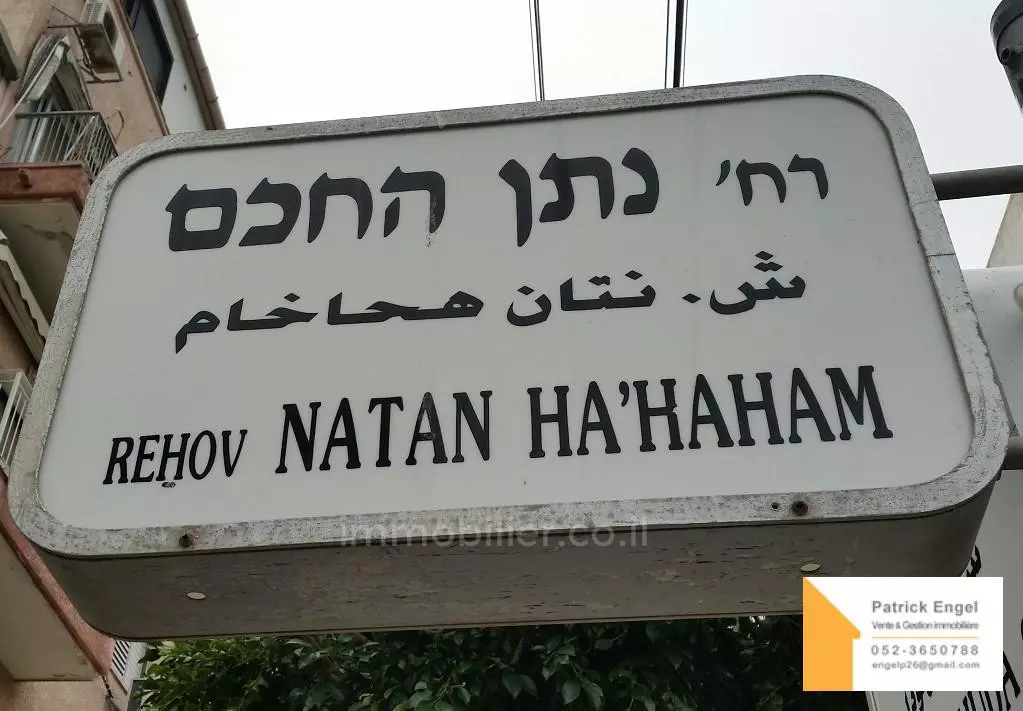 רח' נתן החכם
ش. نتان هحاخام
REHOV NATAN HA'HAHAM
immobilier.co.il
Patrick Engel
Vente & Gestion immobilière
052-3650788
engelp26@gmail.com